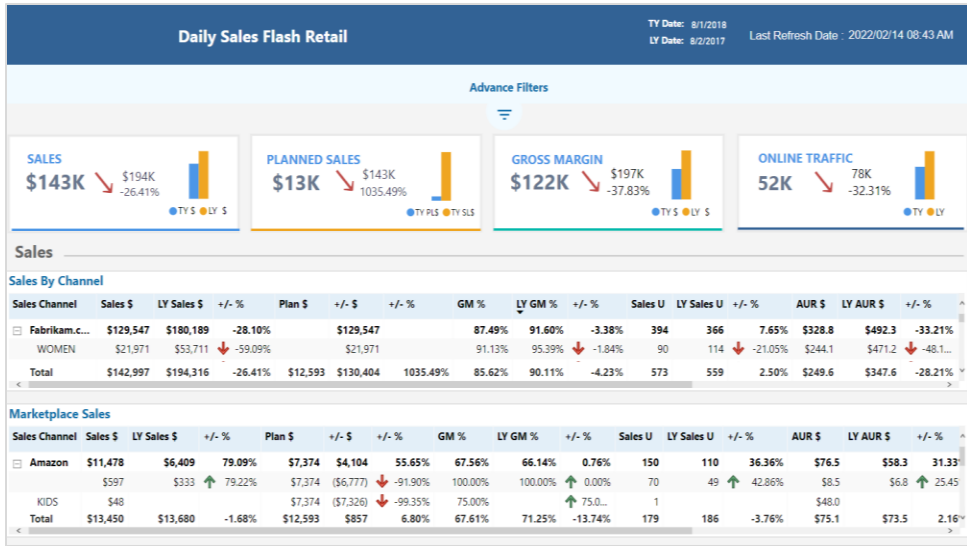 Daily Sales Flash Retail
TY Date: 8/1/2018
LY Date: 8/2/2017
Last Refresh Date : 2022/02/14 08:43 AM
Advance Filters
SALES
$143K
$194K
-26.41%
TY $ LY $
PLANNED SALES
$13K
$143K
1035.49%
TY PL$ TY SL$
GROSS MARGIN
$122K
$197K
-37.83%
TY $ LY $
ONLINE TRAFFIC
52K
78K
-32.31%
TY LY
Sales
Sales By Channel
Sales Channel Sales $ LY Sales $ +/- % Plan $ +/- $ +/- % GM % LY GM % +/- % Sales U LY Sales U +/- % AUR $ LY AUR $ +/- %
Fabrikam.c... $129,547 $180,189 -28.10% $129,547 87.49% 91.60% -3.38% 394 366 7.65% $328.8 $492.3 -33.21%
WOMEN $21,971 $53,711 -59.09% $21,971 91.13% 95.39% -1.84% 90 114 -21.05% $244.1 $471.2 -48.1...
Total $142,997 $194,316 -26.41% $12,593 $130,404 1035.49% 85.62% 90.11% -4.23% 573 559 2.50% $249.6 $347.6 -28.21%
Marketplace Sales
Sales Channel Sales $ LY Sales $ +/- % Plan $ +/- $ +/- % GM % LY GM % +/- % Sales U LY Sales U +/- % AUR $ LY AUR $ +/- %
Amazon $11,478 $6,409 79.09% $7,374 $4,104 55.65% 67.56% 66.14% 0.76% 150 110 36.36% $76.5 $58.3 31.33
$597 $333 79.22% $7,374 ($6,777) -91.90% 100.00% 100.00% 0.00% 70 49 42.86% $8.5 $6.8 25.45
KIDS $48 $7,374 ($7,326) -99.35% 75.00% 75.0... 1 $48.0
Total $13,450 $13,680 -1.68% $12,593 $857 6.80% 67.61% 71.25% -13.74% 179 186 -3.76% $75.1 $73.5 2.16